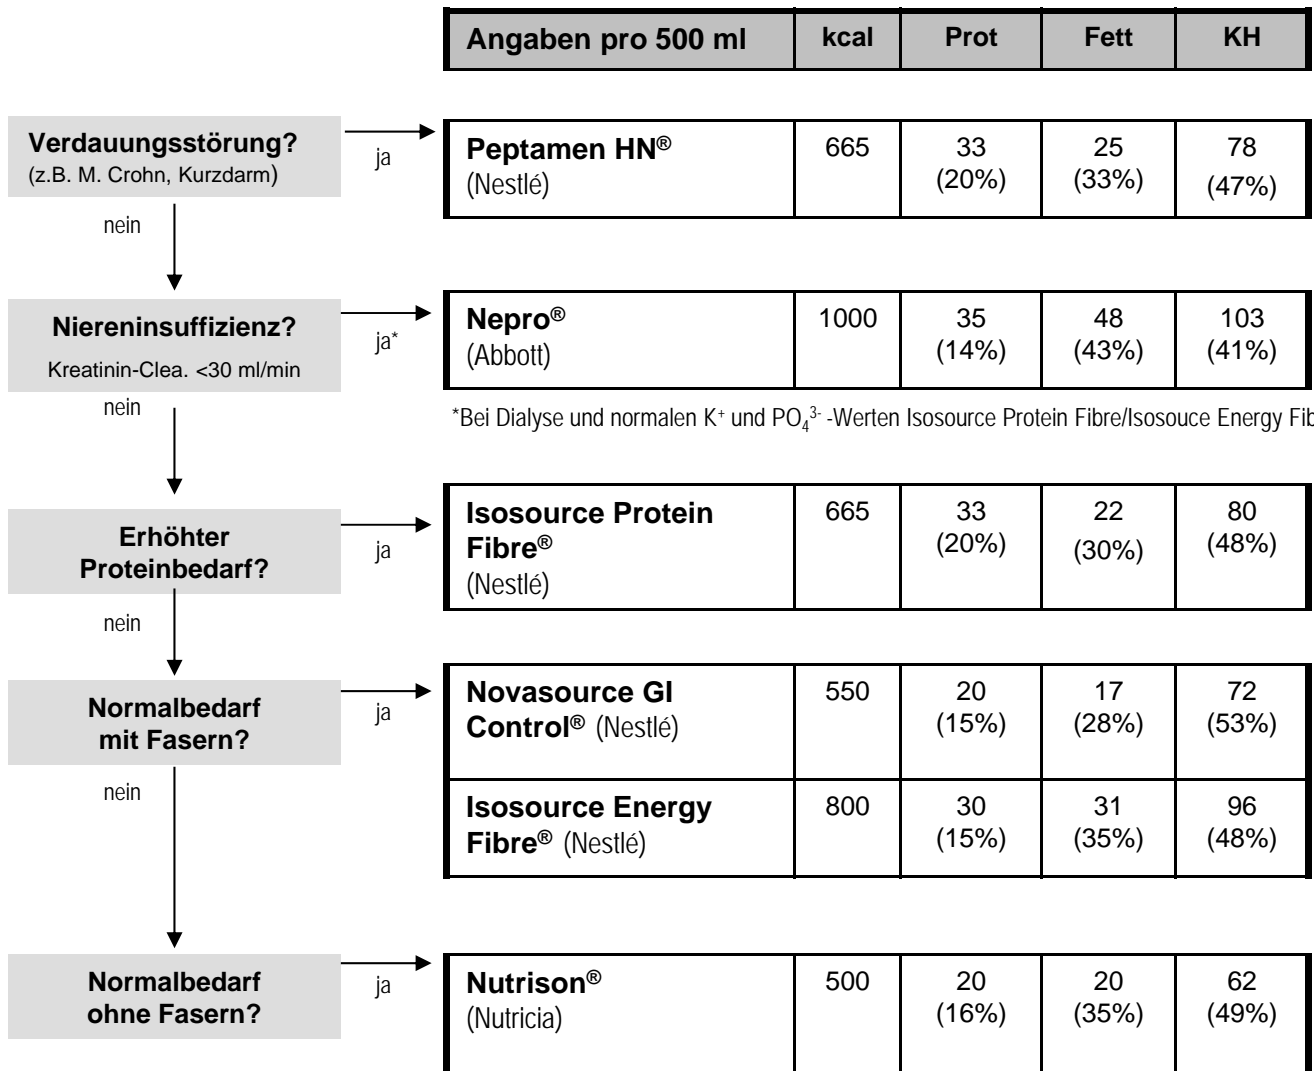 Angaben pro 500 ml kcal Prot Fett KH
Verdauungsstörung?
(z.B. M. Crohn, Kurzdarm)
ja
Peptamen HN® 665 33 25 78
(Nestlé) (20%) (33%) (47%)
nein
Niereninsuffizienz?
Kreatinin-Clea. <30 ml/min
ja*
Nepro® 1000 35 48 103
(Abbott) (14%) (43%) (41%)
nein
*Bei Dialyse und normalen K⁺ und PO₄³⁻ -Werten Isosource Protein Fibre/Isosouce Energy Fib
Erhöhter
Proteinbedarf?
ja
Isosource Protein 665 33 22 80
Fibre® (20%) (30%) (48%)
(Nestlé)
nein
Normalbedarf
mit Fasern?
ja
Novasource GI 550 20 17 72
Control® (Nestlé) (15%) (28%) (53%)
nein
Isosource Energy 800 30 31 96
Fibre® (Nestlé) (15%) (35%) (48%)
Normalbedarf
ohne Fasern?
ja
Nutrison® 500 20 20 62
(Nutricia) (16%) (35%) (49%)